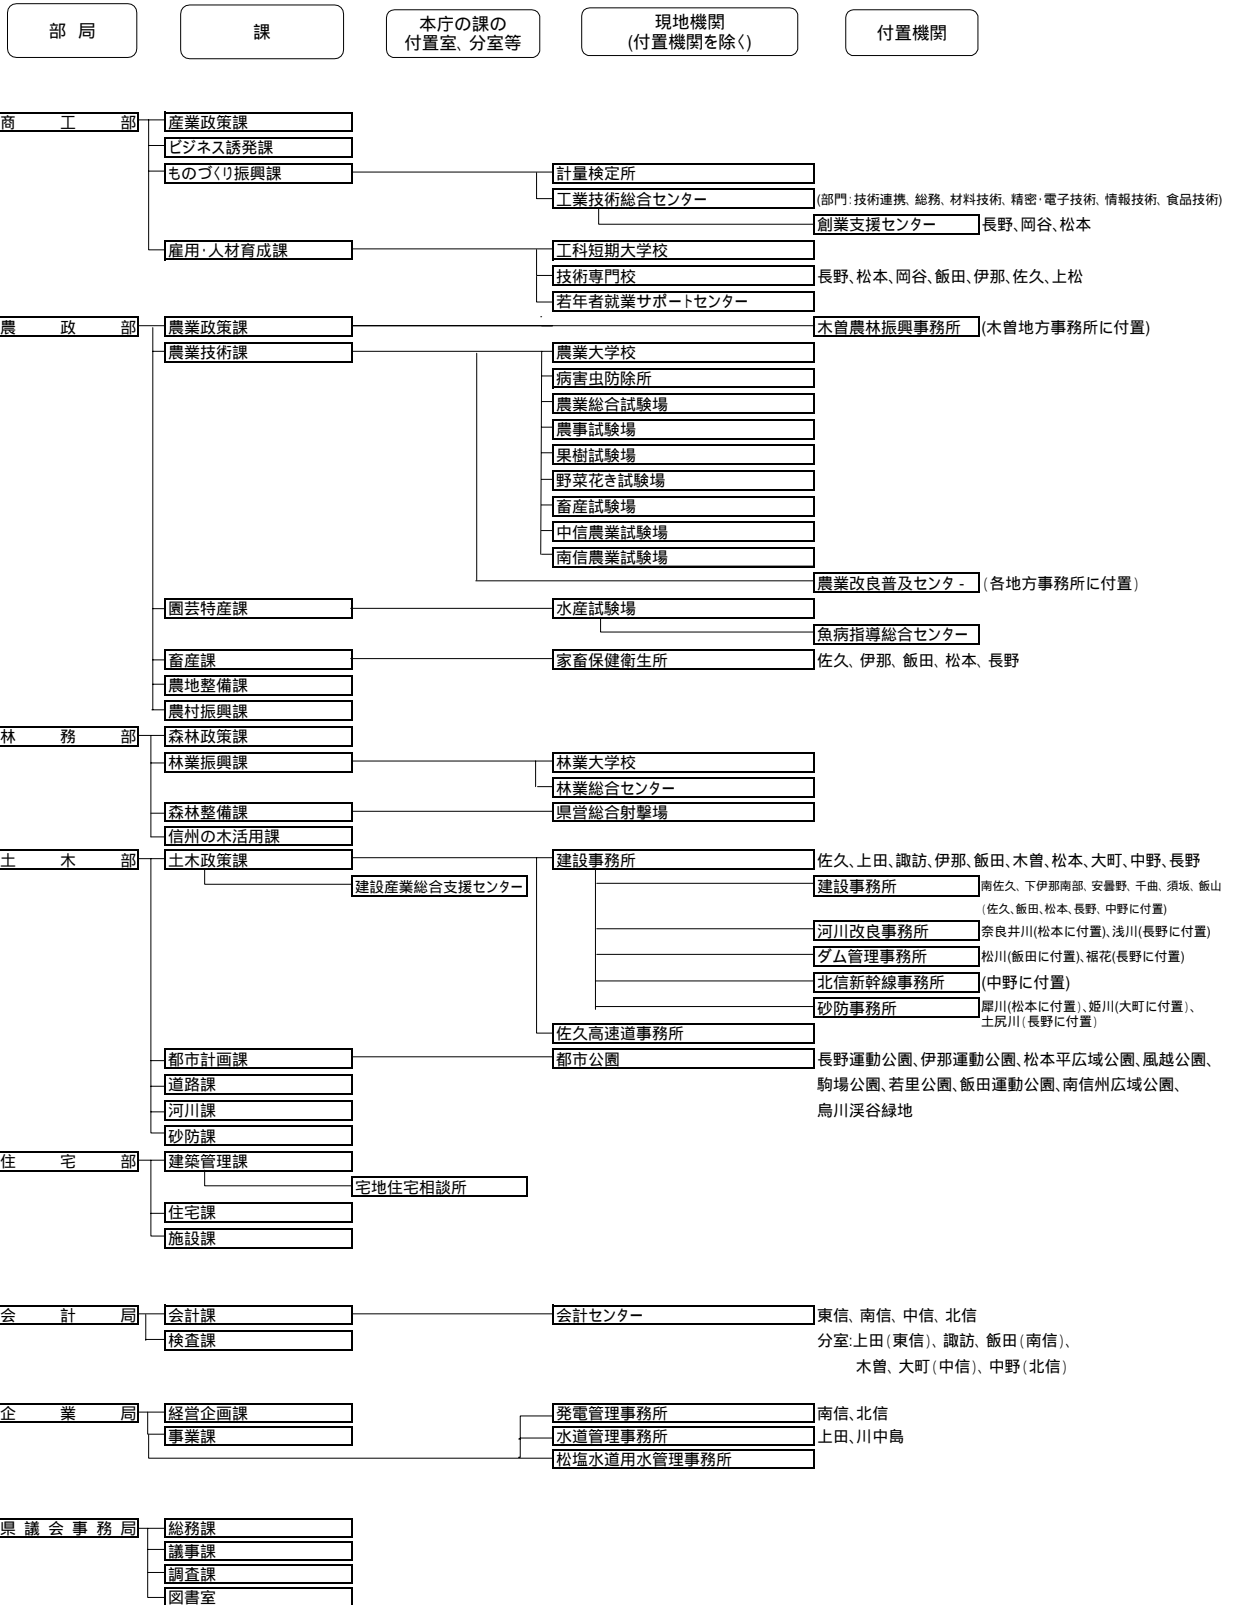 部 局
課
本庁の課の
付置室、分室等
現地機関
(付置機関を除く)
付置機関
商 工 部
産業政策課
ビジネス誘発課
ものづくり振興課
計量検定所
工業技術総合センター
(部門:技術連携、総務、材料技術、精密・電子技術、情報技術、食品技術)
創業支援センター 長野、岡谷、松本
雇用・人材育成課
工科短期大学校
技術専門校 長野、松本、岡谷、飯田、伊那、佐久、上松
若年者就業サポートセンター
農 政 部
農業政策課
木曽農林振興事務所 (木曽地方事務所に付置)
農業技術課
農業大学校
病害虫防除所
農業総合試験場
農事試験場
果樹試験場
野菜花き試験場
畜産試験場
中信農業試験場
南信農業試験場
農業改良普及センタ- (各地方事務所に付置)
園芸特産課
水産試験場
魚病指導総合センター
畜産課
家畜保健衛生所 佐久、伊那、飯田、松本、長野
農地整備課
農村振興課
林 務 部
森林政策課
林業振興課
林業大学校
林業総合センター
森林整備課
県営総合射撃場
信州の木活用課
土 木 部
土木政策課
建設事務所 佐久、上田、諏訪、伊那、飯田、木曽、松本、大町、中野、長野
建設産業総合支援センター
建設事務所 南佐久、下伊那南部、安曇野、千曲、須坂、飯山
(佐久、飯田、松本、長野、中野に付置)
河川改良事務所 奈良井川(松本に付置)、浅川(長野に付置)
ダム管理事務所 松川(飯田に付置)、裾花(長野に付置)
北信新幹線事務所 (中野に付置)
砂防事務所 犀川(松本に付置)、姫川(大町に付置)、
土尻川(長野に付置)
佐久高速道事務所
都市計画課
都市公園 長野運動公園、伊那運動公園、松本平広域公園、風越公園、
道路課
駒場公園、若里公園、飯田運動公園、南信州広域公園、
河川課
烏川渓谷緑地
砂防課
住 宅 部
建築管理課
宅地住宅相談所
住宅課
施設課
会 計 局
会計課
会計センター 東信、南信、中信、北信
検査課
分室:上田(東信)、諏訪、飯田(南信)、
木曽、大町(中信)、中野(北信)
企 業 局
経営企画課
発電管理事務所 南信、北信
事業課
水道管理事務所 上田、川中島
松塩水道用水管理事務所
県議会事務局
総務課
議事課
調査課
図書室